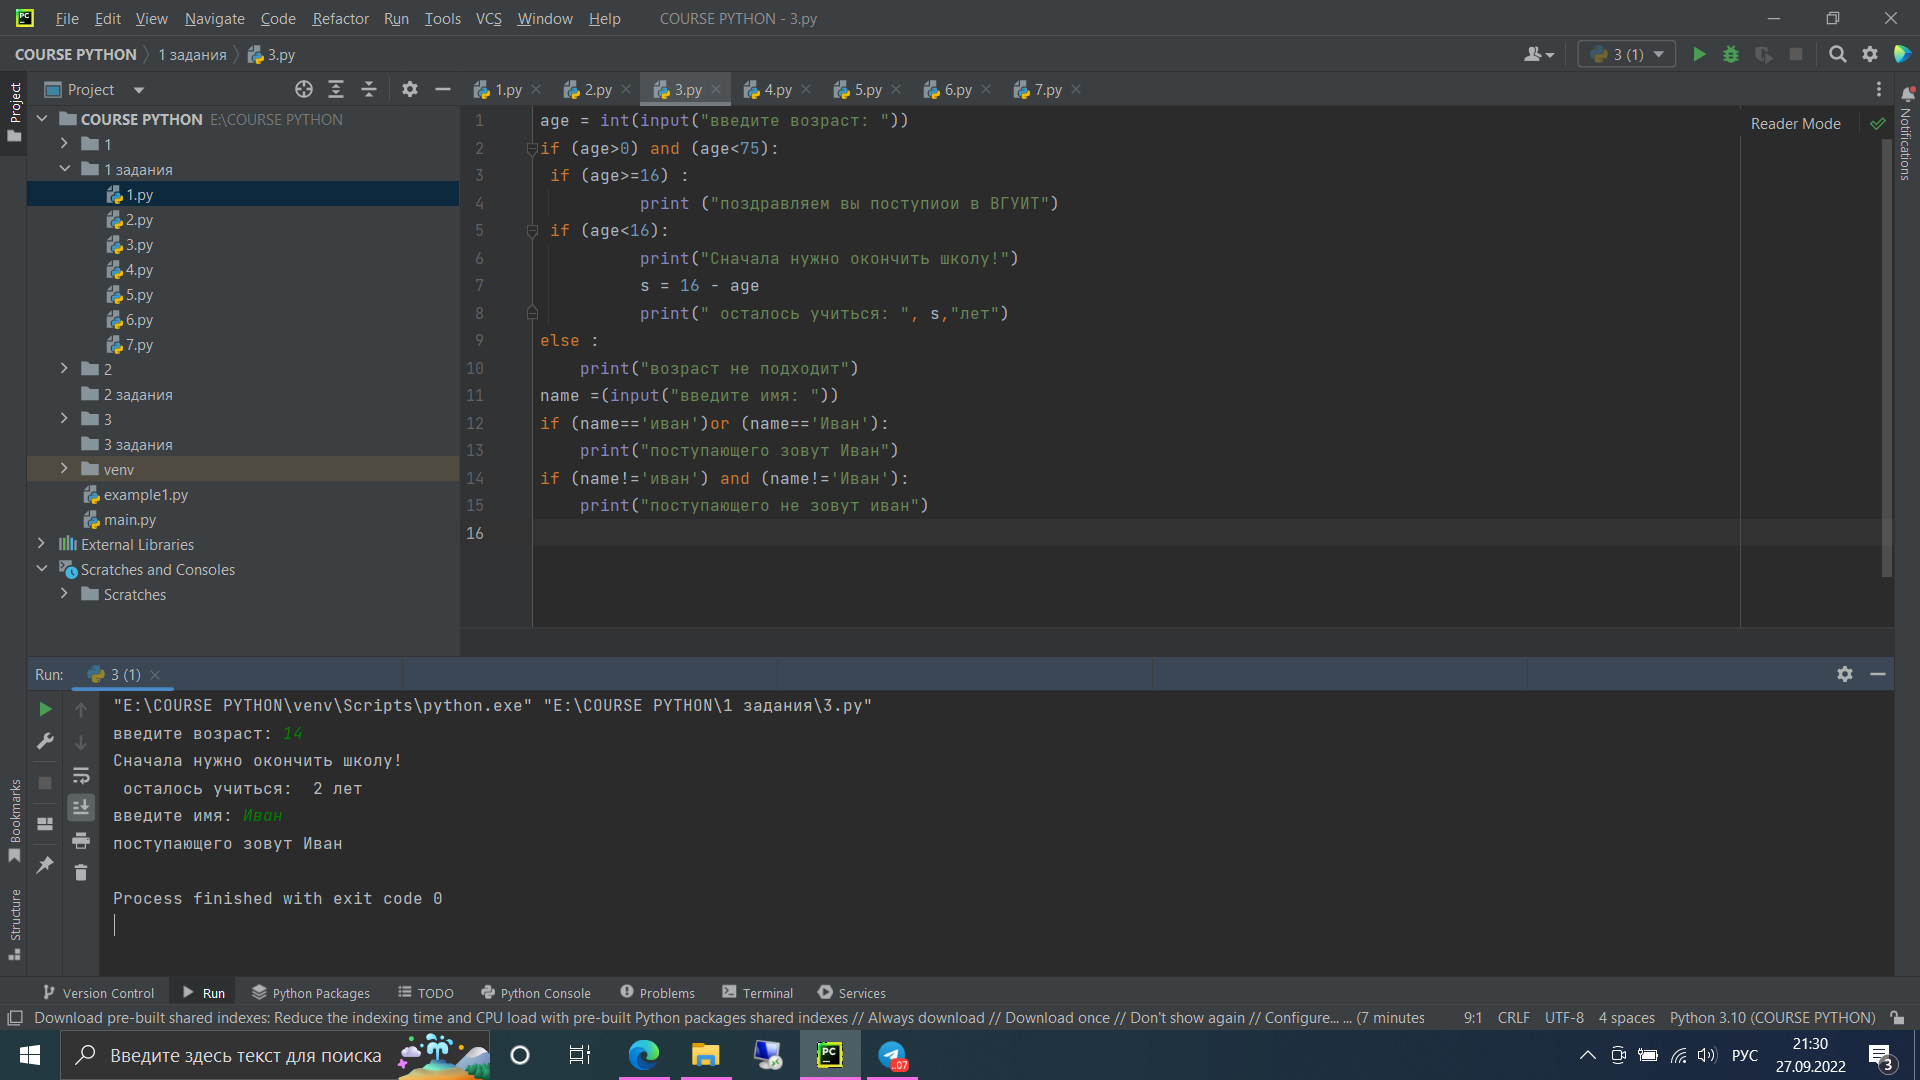 File Edit View Navigate Code Refactor Run Tools VCS Window Help COURSE PYTHON - 3.py
COURSE PYTHON 1 задания 3.py 3 (1)
Project
Project
1.py 2.py 3.py 4.py 5.py 6.py 7.py
COURSE PYTHON E:\COURSE PYTHON
1
1 задания
1.py
2.py
3.py
4.py
5.py
6.py
7.py
2
2 задания
3
3 задания
venv
example1.py
main.py
External Libraries
Scratches and Consoles
Scratches
1 age = int(input("введите возраст: "))
2 if (age>0) and (age<75):
3 if (age>=16) :
4 print ("поздравляем вы поступиои в ВГУИТ")
5 if (age<16):
6 print("Сначала нужно окончить школу!")
7 s = 16 - age
8 print(" осталось учиться: ", s,"лет")
9 else :
10 print("возраст не подходит")
11 name =(input("введите имя: "))
12 if (name=='иван')or (name=='Иван'):
13 print("поступающего зовут Иван")
14 if (name!='иван') and (name!='Иван'):
15 print("поступающего не зовут иван")
16
Reader Mode
Notifications
Run: 3 (1)
"E:\COURSE PYTHON\venv\Scripts\python.exe" "E:\COURSE PYTHON\1 задания\3.py"
введите возраст: 14
Сначала нужно окончить школу!
осталось учиться:  2 лет
введите имя: Иван
поступающего зовут Иван
Process finished with exit code 0
Bookmarks
Structure
Version Control Run Python Packages TODO Python Console Problems Terminal Services
Download pre-built shared indexes: Reduce the indexing time and CPU load with pre-built Python packages shared indexes // Always download // Download once // Don't show again // Configure... ... (7 minutes 9:1 CRLF UTF-8 4 spaces Python 3.10 (COURSE PYTHON)
Введите здесь текст для поиска PC ..07 РУС 21:30
27.09.2022 3